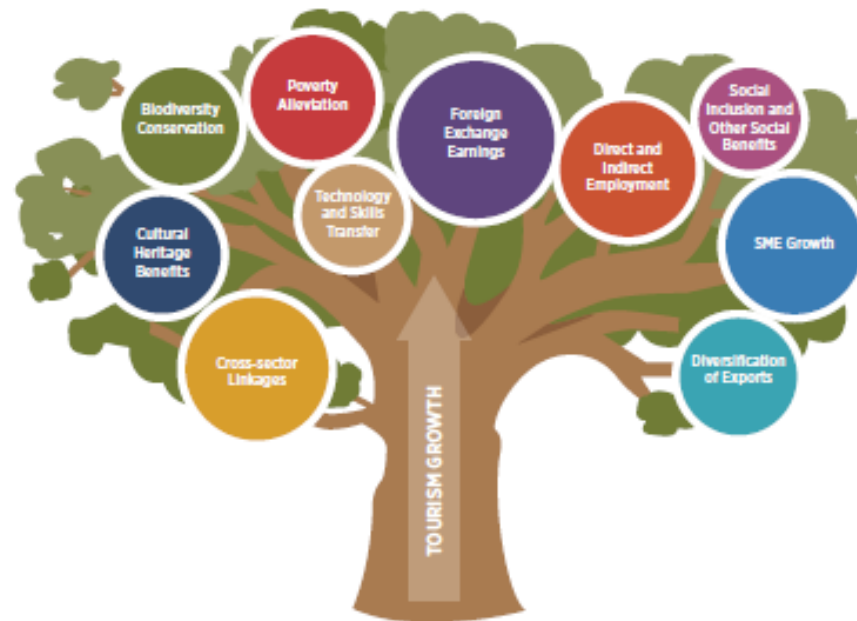 Biodiversity
Conservation
Poverty
Alleviation
Foreign
Exchange
Earnings
Social
Inclusion and
Other Social
Benefits
Direct and
Indirect
Employment
Technology
and Skills
Transfer
Cultural
Heritage
Benefits
SME Growth
Cross-sector
Linkages
Diversification
of Exports
TOURISM GROWTH